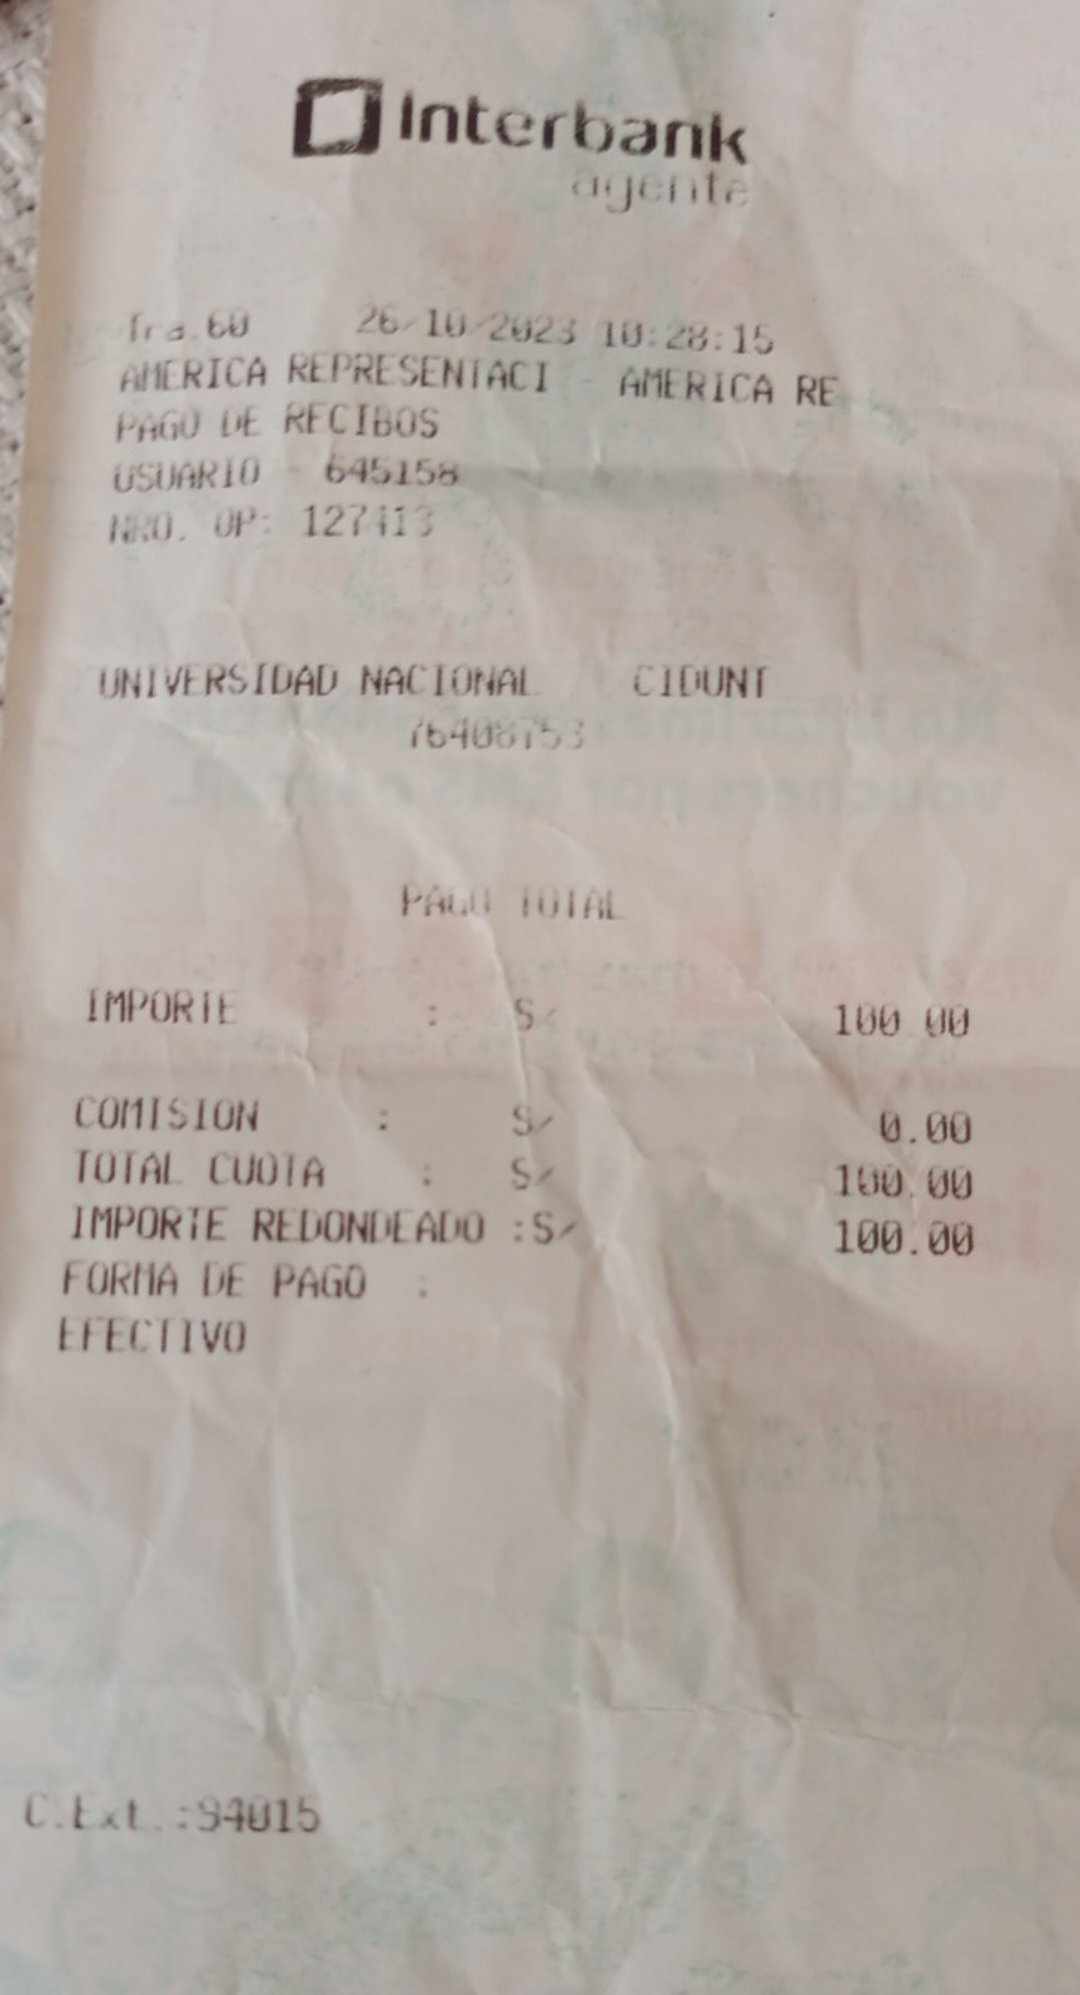 Interbank
agente
Tra.60 26/10/2023 10:28:15
AMERICA REPRESENTACI - AMERICA RE
PAGO DE RECIBOS
USUARIO - 645158
NRO. OP: 127413
UNIVERSIDAD NACIONAL CIDUNT
76408753
PAGO TOTAL
IMPORTE : S/ 100.00
COMISION : S/ 0.00
TOTAL CUOTA : S/ 100.00
IMPORTE REDONDEADO :S/ 100.00
FORMA DE PAGO :
EFECTIVO
C.Ext.:94015